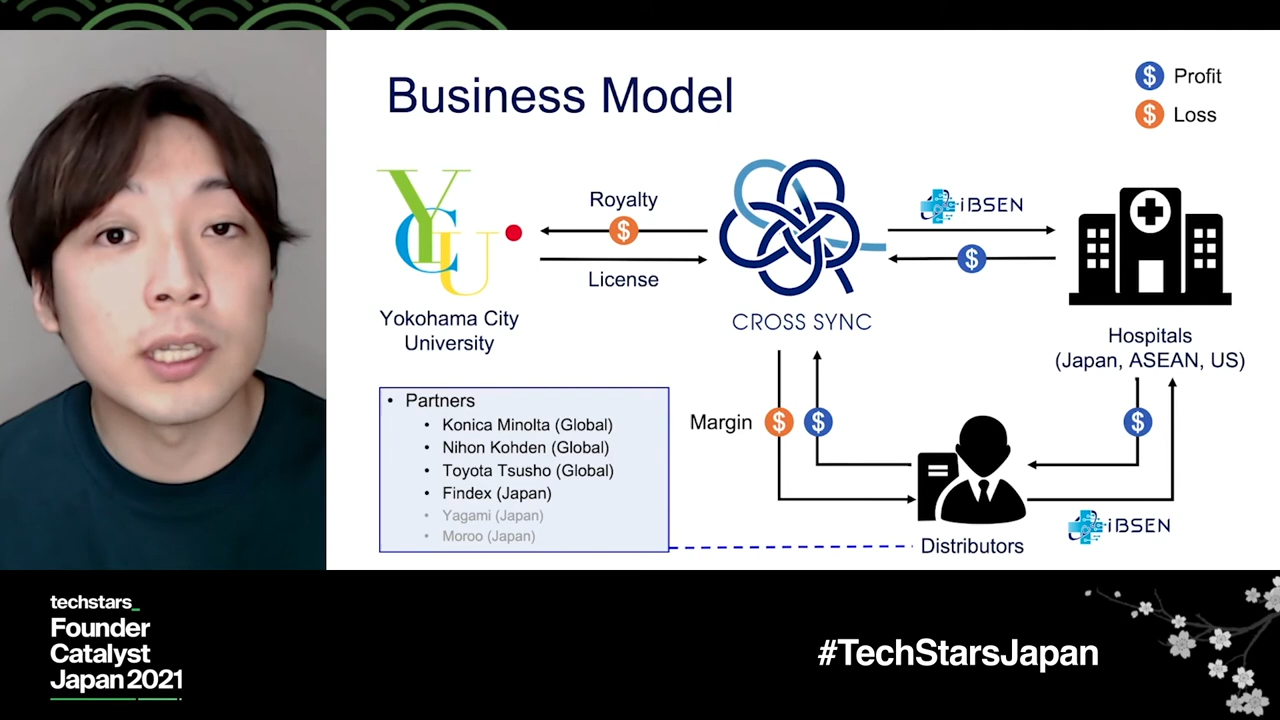 Business Model
$ Profit
$ Loss
YCU
Yokohama City
University
Royalty
$
License
CROSS SYNC
iBSEN
$
Hospitals
(Japan, ASEAN, US)
• Partners
• Konica Minolta (Global)
• Nihon Kohden (Global)
• Toyota Tsusho (Global)
• Findex (Japan)
• Yagami (Japan)
• Moroo (Japan)
Margin $ $
$
iBSEN
Distributors
techstars_
Founder
Catalyst
Japan 2021
#TechStarsJapan